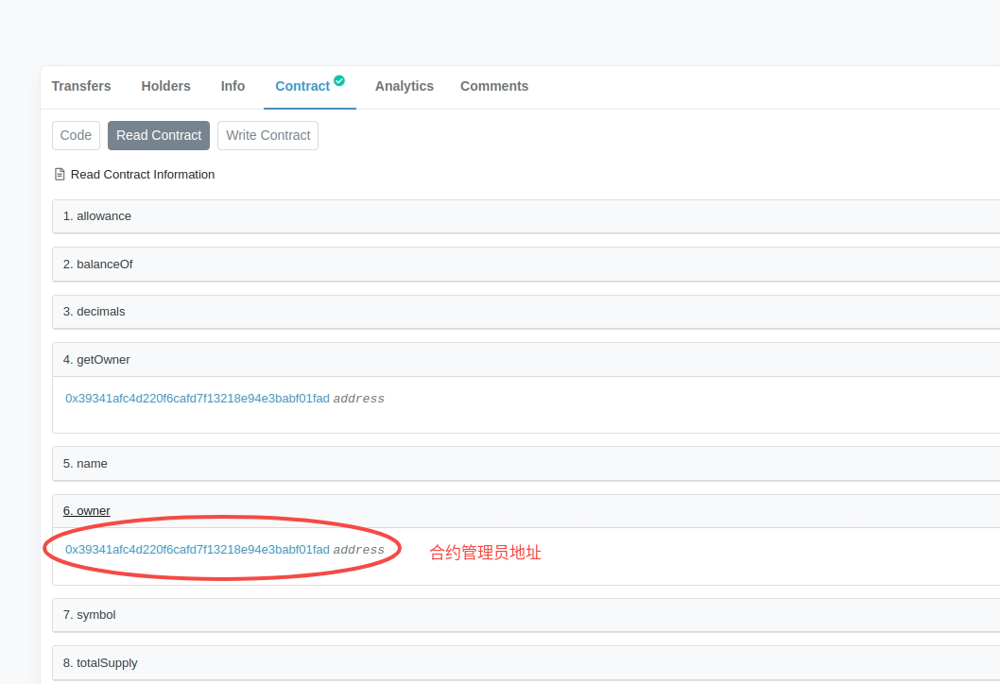 Transfers Holders Info Contract Analytics Comments
Code Read Contract Write Contract
Read Contract Information
1. allowance
2. balanceOf
3. decimals
4. getOwner
0x39341afc4d220f6cafd7f13218e94e3babf01fad address
5. name
6. owner
0x39341afc4d220f6cafd7f13218e94e3babf01fad address 合约管理员地址
7. symbol
8. totalSupply